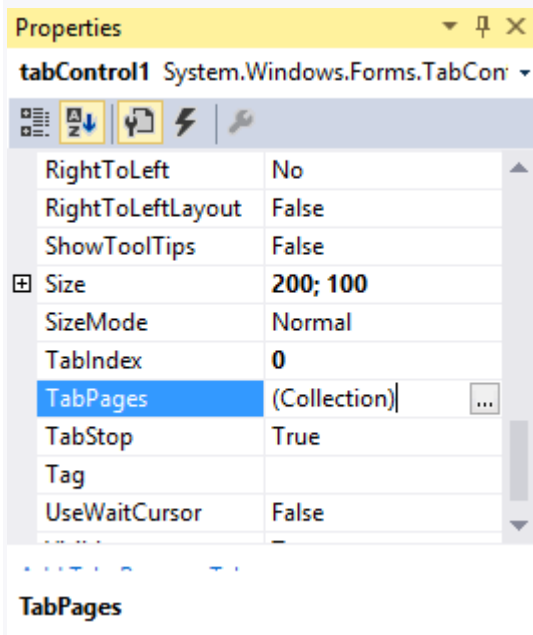 Properties
tabControl1 System.Windows.Forms.TabCon
RightToLeft No
RightToLeftLayout False
ShowToolTips False
Size 200; 100
SizeMode Normal
TabIndex 0
TabPages (Collection) ...
TabStop True
Tag
UseWaitCursor False
TabPages